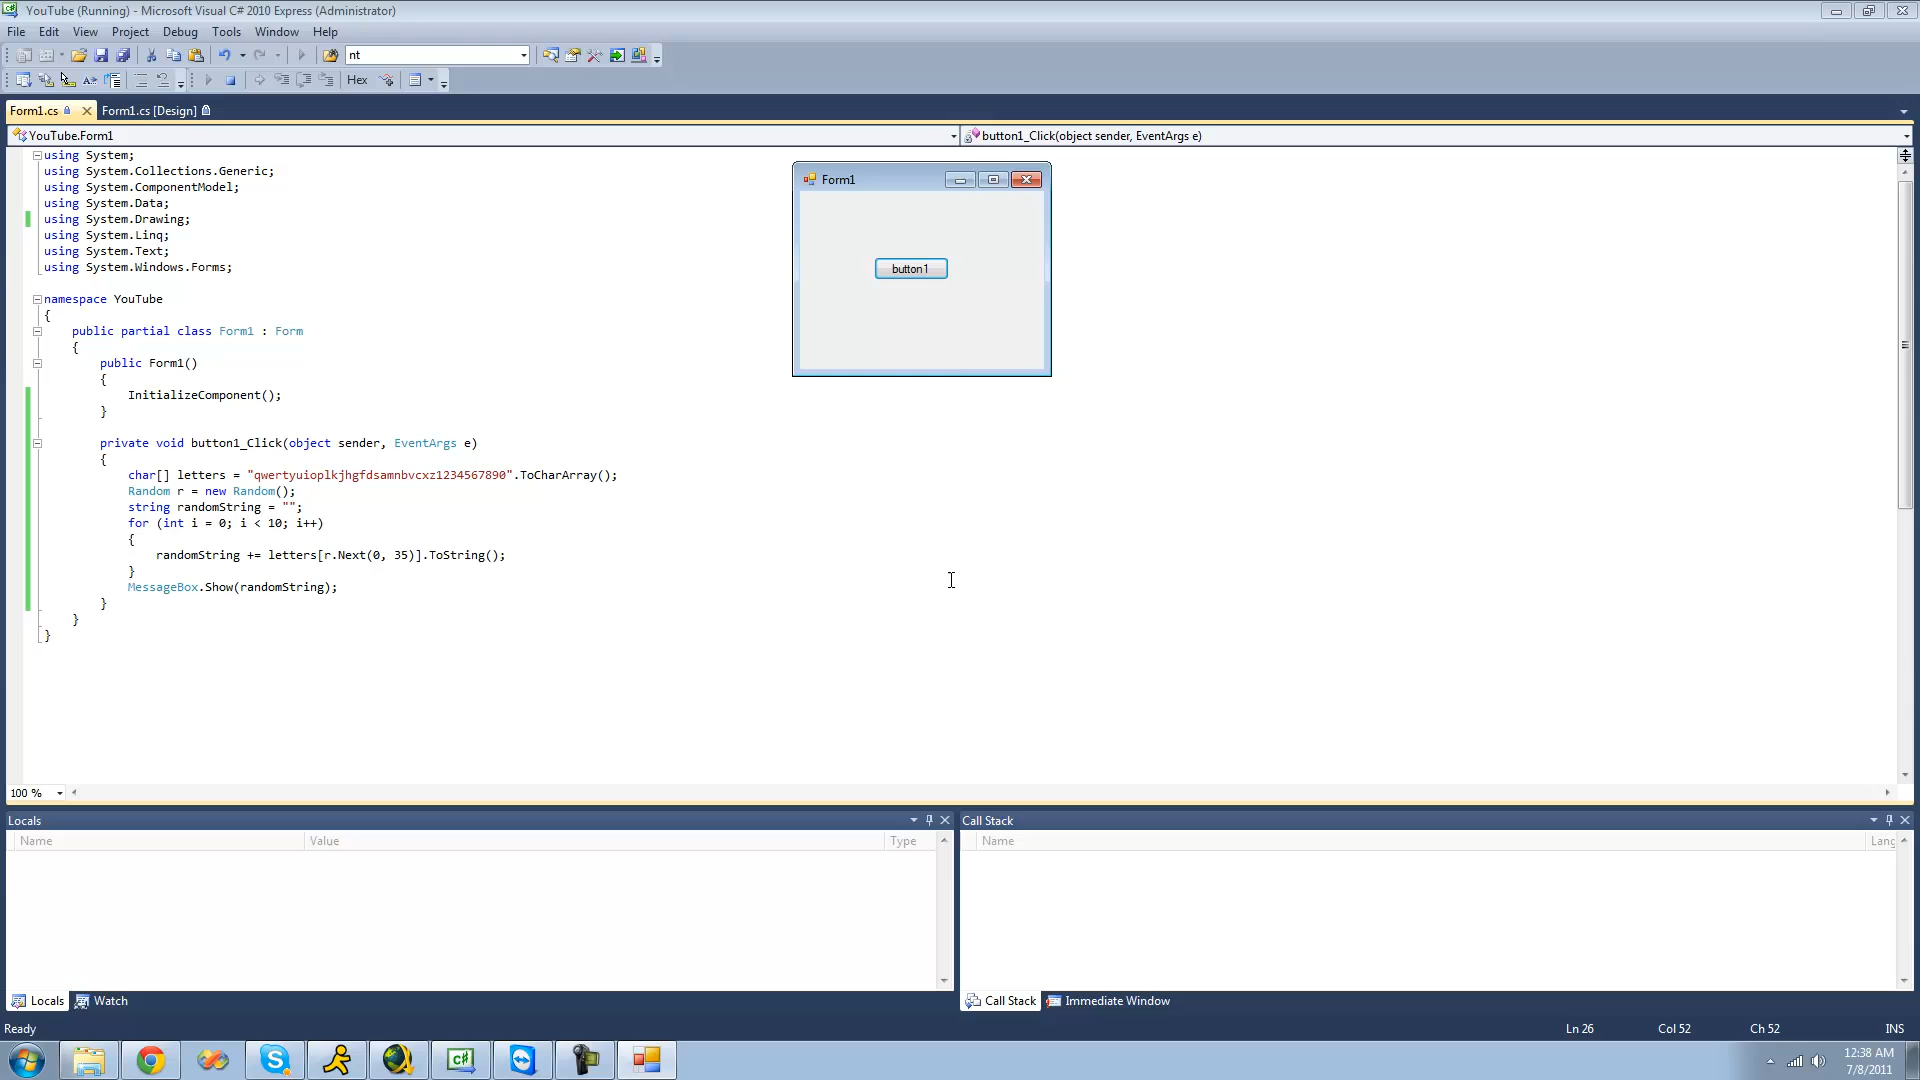 YouTube (Running) - Microsoft Visual C# 2010 Express (Administrator)
File Edit View Project Debug Tools Window Help
nt
Hex
Form1.cs Form1.cs [Design]
YouTube.Form1 button1_Click(object sender, EventArgs e)
using System;
using System.Collections.Generic;
using System.ComponentModel;
using System.Data;
using System.Drawing;
using System.Linq;
using System.Text;
using System.Windows.Forms;
namespace YouTube
{
public partial class Form1 : Form
{
public Form1()
{
InitializeComponent();
}
private void button1_Click(object sender, EventArgs e)
{
char[] letters = "qwertyuioplkjhgfdsamnbvcxz1234567890".ToCharArray();
Random r = new Random();
string randomString = "";
for (int i = 0; i < 10; i++)
{
randomString += letters[r.Next(0, 35)].ToString();
}
MessageBox.Show(randomString);
}
}
}
Form1
button1
100 %
Locals
Name Value Type
Call Stack
Name Lang
Locals Watch
Call Stack Immediate Window
Ready Ln 26 Col 52 Ch 52 INS
12:38 AM
7/8/2011